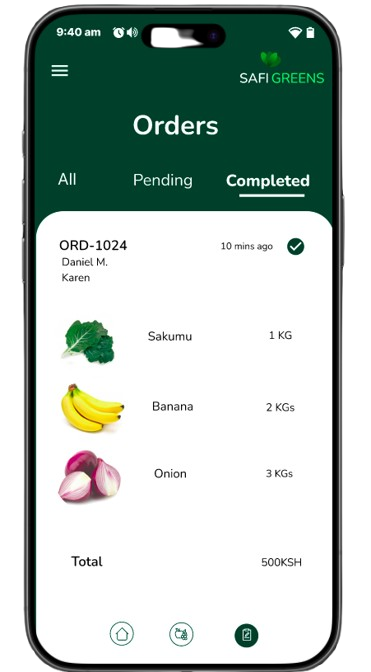 9:40 am
SAFI GREENS
Orders
All Pending Completed
ORD-1024 10 mins ago
Daniel M.
Karen
Sakumu 1 KG
Banana 2 KGs
Onion 3 KGs
Total 500KSH